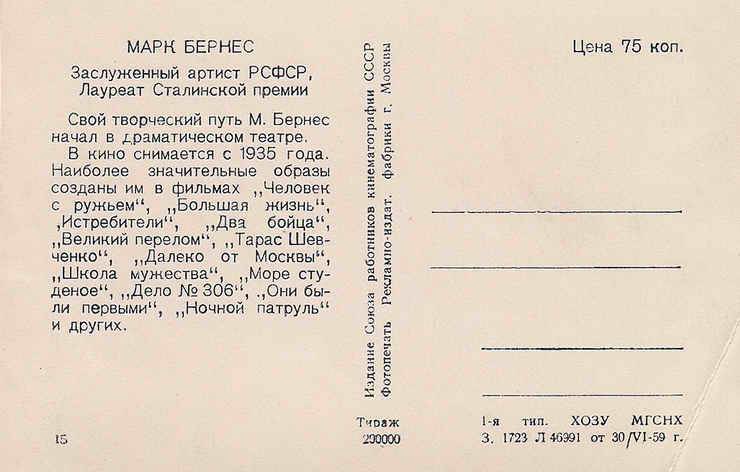 МАРК БЕРНЕС
Заслуженный артист РСФСР,
Лауреат Сталинской премии
Свой творческий путь М. Бернес
начал в драматическом театре.
В кино снимается с 1935 года.
Наиболее значительные образы
созданы им в фильмах „Человек
с ружьем“, „Большая жизнь“,
‚Истребители“, „Два бойца“,
„Великий перелом“, „Тарас Шев-
ченко“, „Далеко от Москвы“,
„Школа мужества“, „Море сту-
деное“, „Дело № 306“, „Они бы-
ли первыми“, „Ночной патруль“
и других.
15
Издание Союза работников кинематографии СССР
Фотопечать Рекламно-издат. фабрики г. Москвы
Тираж
200000
Цена 75 коп.
1-я тип. ХОЗУ МГСНХ
З. 1723 Л 46991 от 30/VI-59 г.